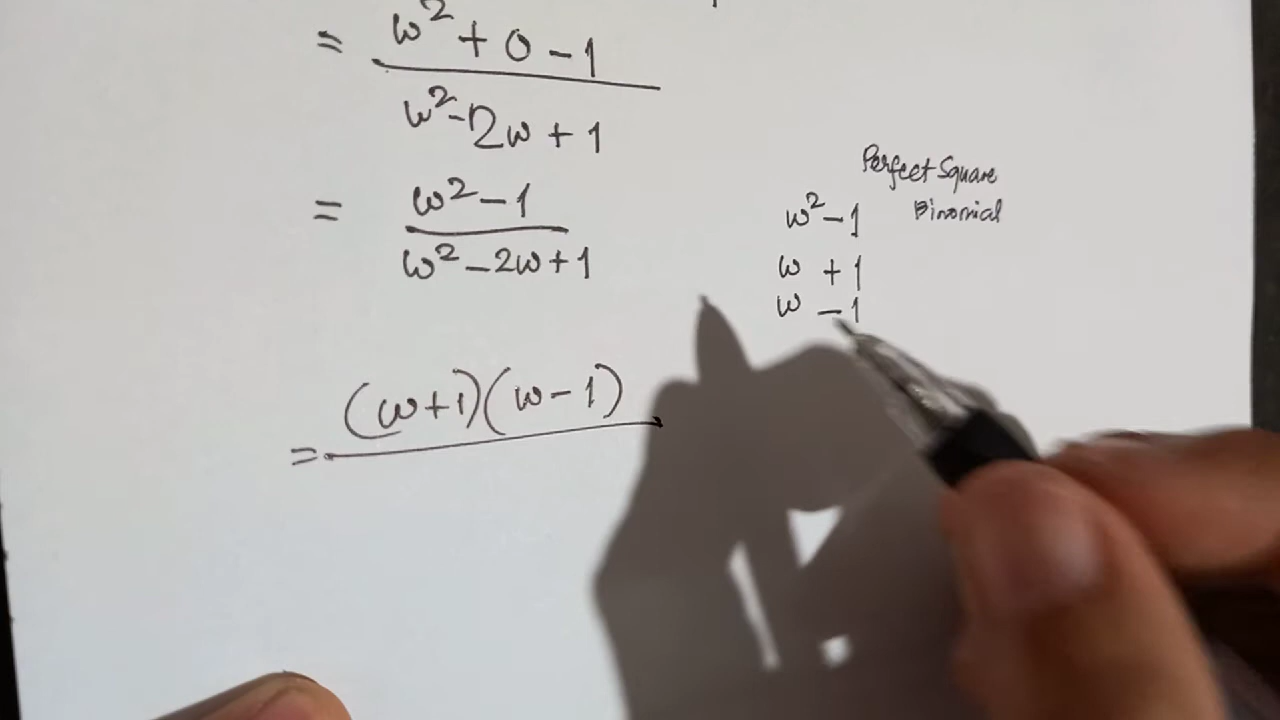 = w² + 0 - 1
w² - 2w + 1
= w² - 1
w² - 2w + 1
= (w+1)(w-1)
Perfect Square
Binomial
w² - 1
w + 1
w - 1